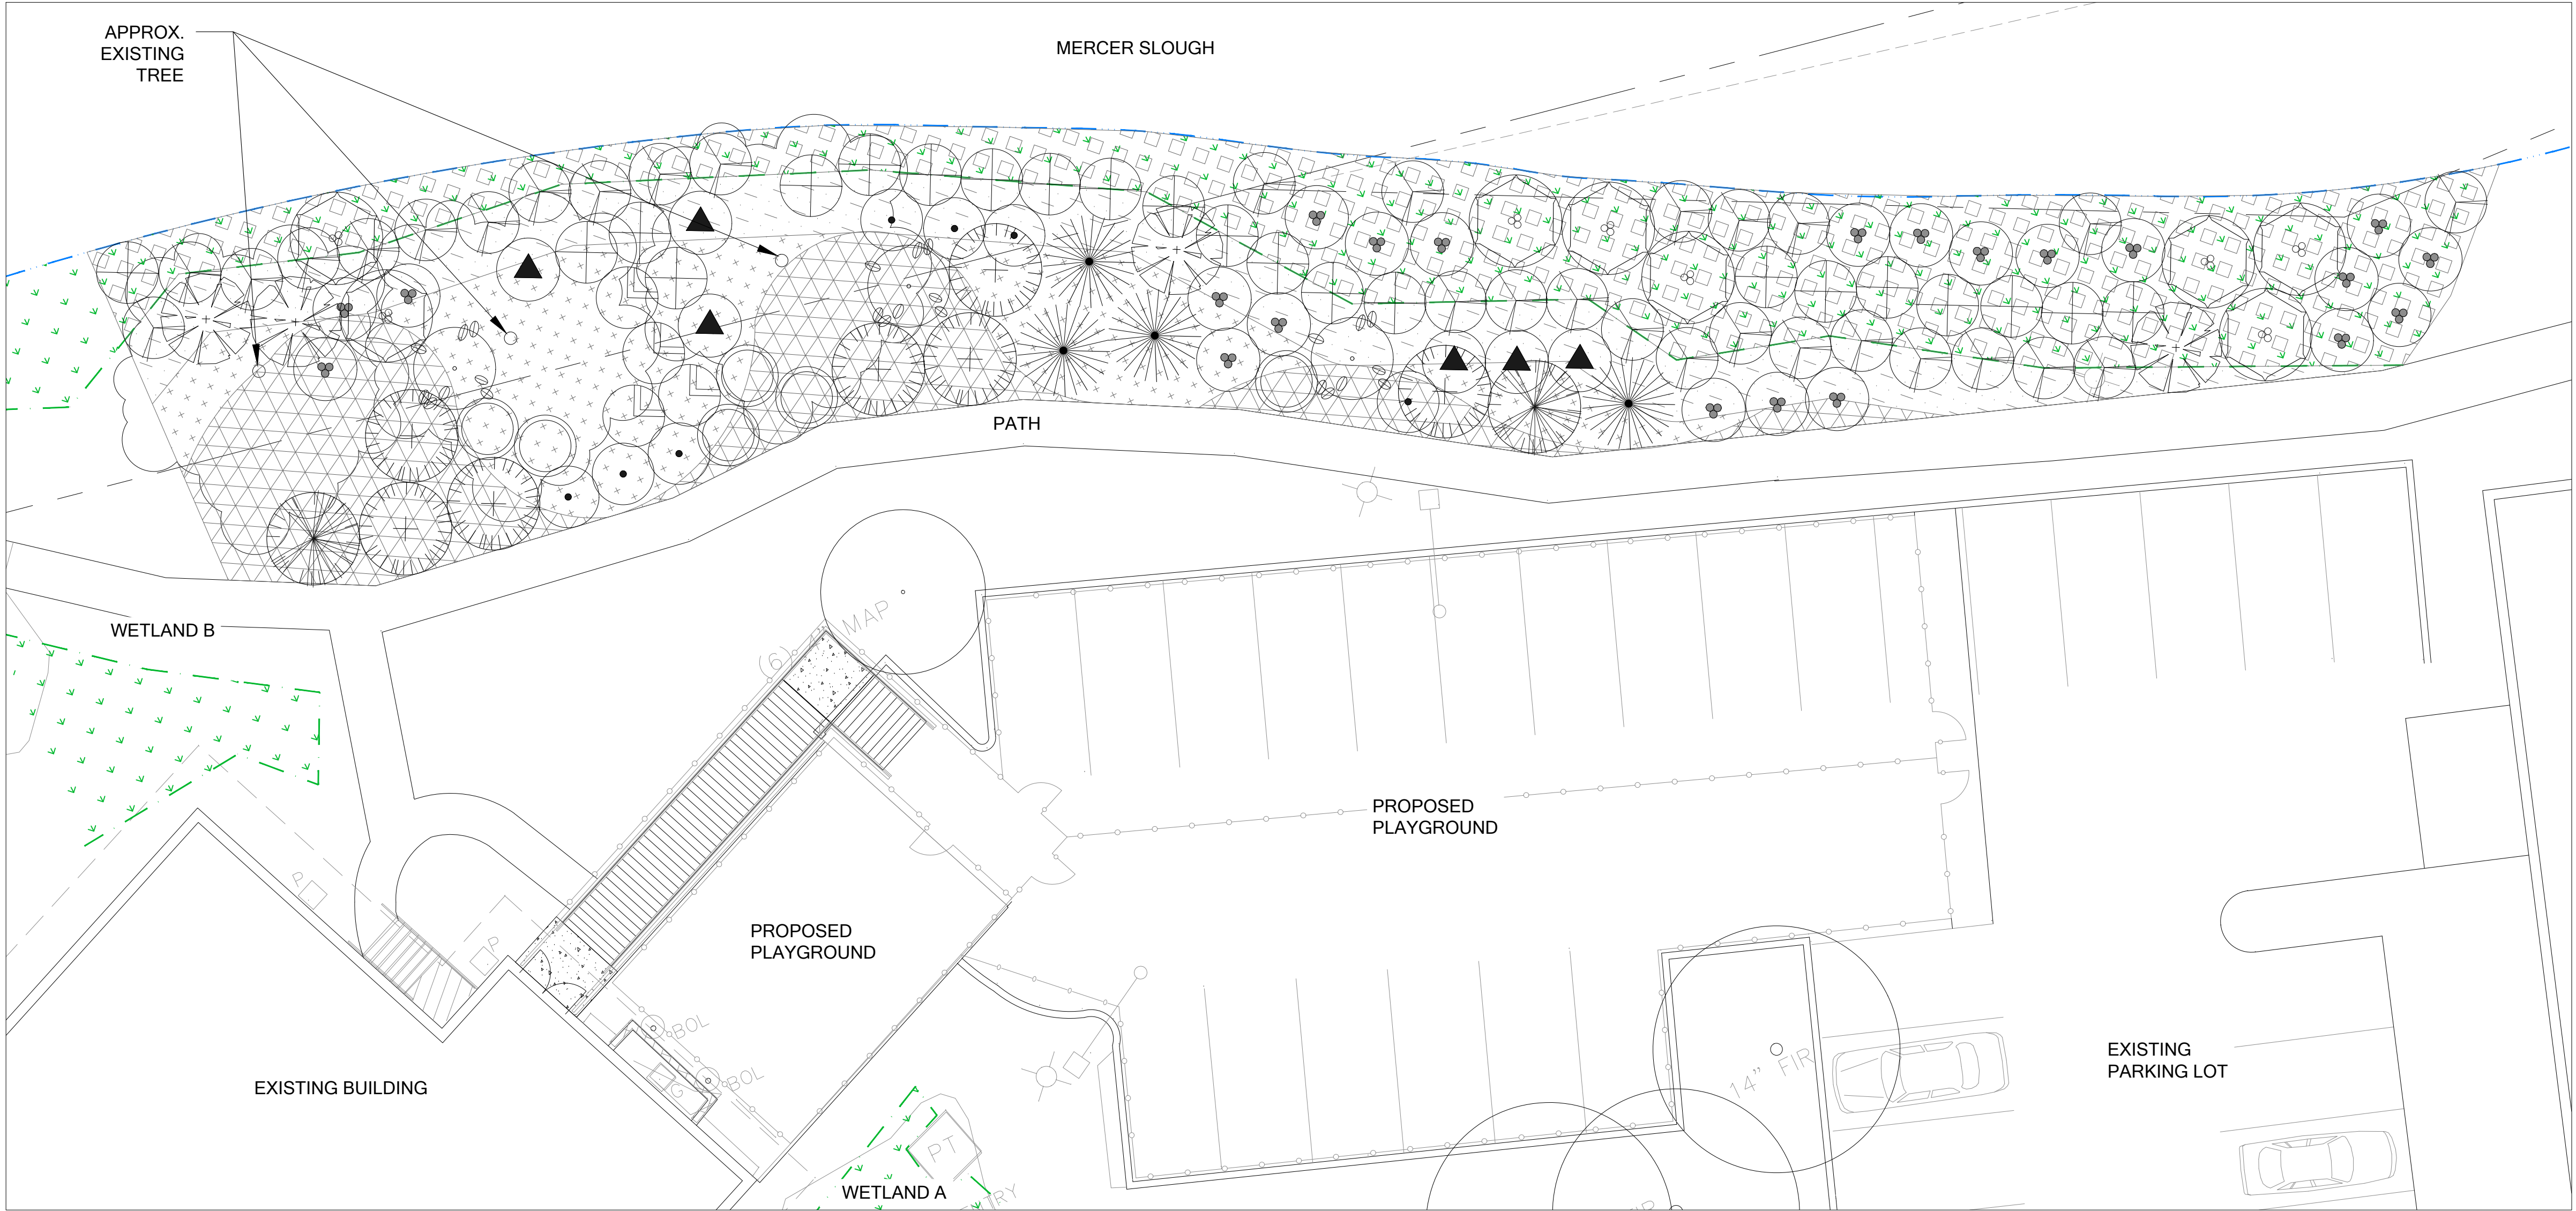 APPROX.
EXISTING
TREE
MERCER SLOUGH
PATH
WETLAND B
(6) MAP
PROPOSED
PLAYGROUND
P
P
PROPOSED
PLAYGROUND
BOL
BOL
G
EXISTING BUILDING
14" FIR
EXISTING
PARKING LOT
PT
WETLAND A